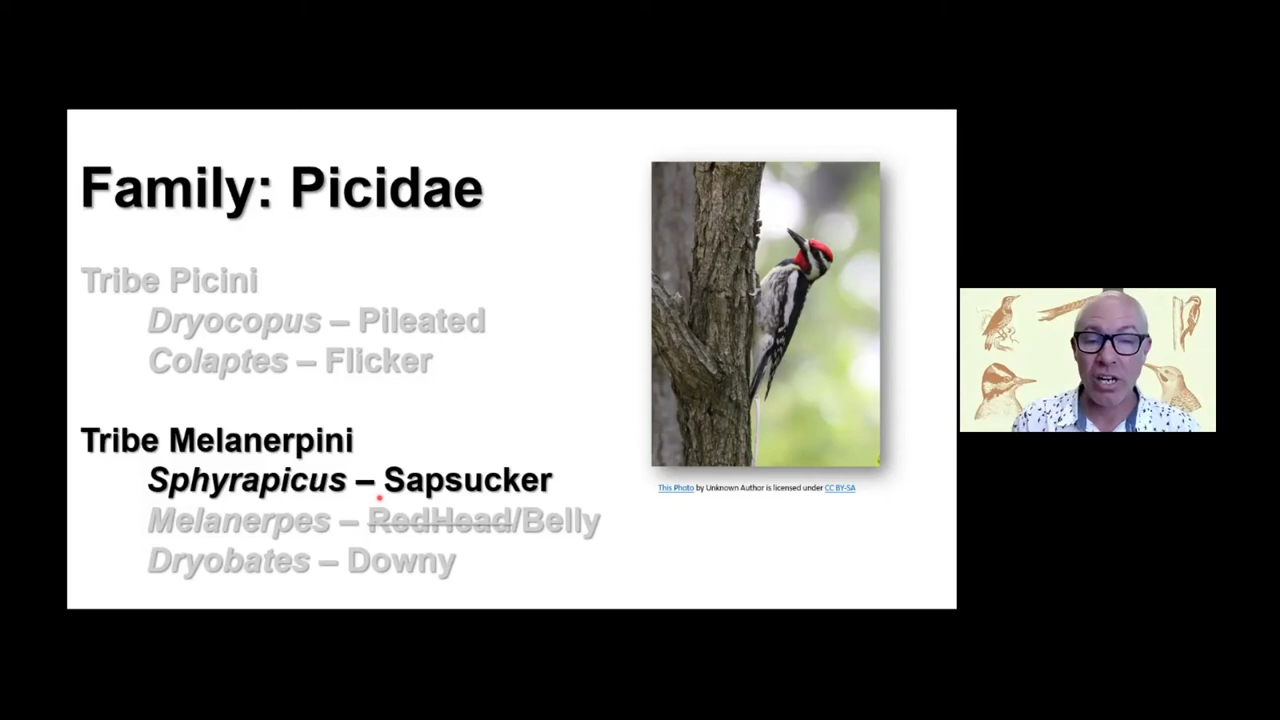 Family: Picidae
Tribe Picini
Dryocopus – Pileated
Colaptes – Flicker
Tribe Melanerpini
Sphyrapicus – Sapsucker
Melanerpes – RedHead/Belly
Dryobates – Downy
This Photo by Unknown Author is licensed under CC BY-SA